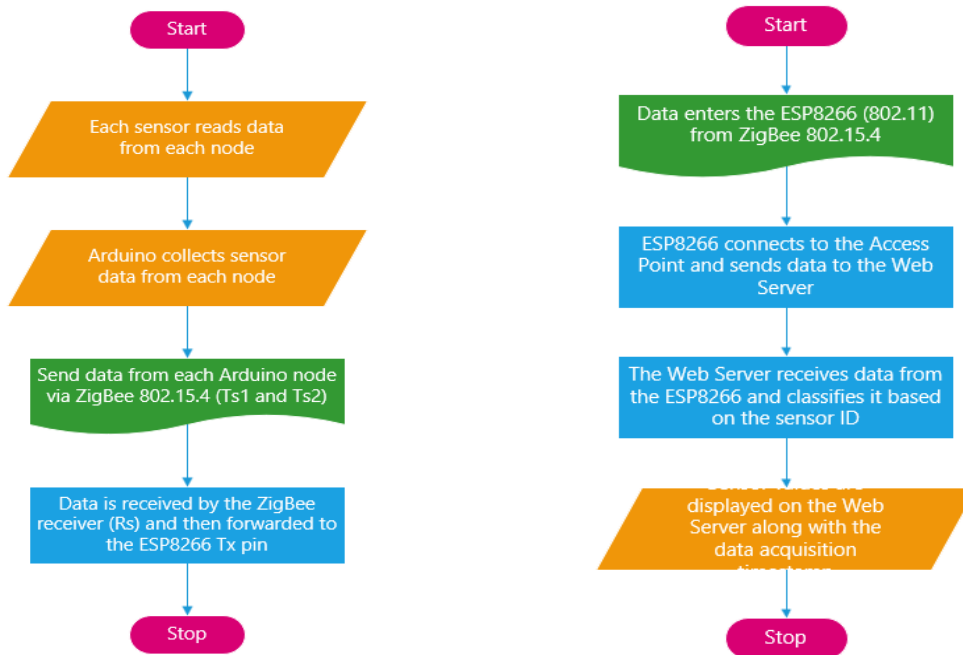 Start
Each sensor reads data
from each node
Arduino collects sensor
data from each node
Send data from each Arduino node
via ZigBee 802.15.4 (Ts1 and Ts2)
Data is received by the ZigBee
receiver (Rs) and then forwarded to
the ESP8266 Tx pin
Stop
Start
Data enters the ESP8266 (802.11)
from ZigBee 802.15.4
ESP8266 connects to the Access
Point and sends data to the Web
Server
The Web Server receives data from
the ESP8266 and classifies it based
on the sensor ID
Sensor values are
displayed on the Web
Server along with the
data acquisition
timestamp
Stop